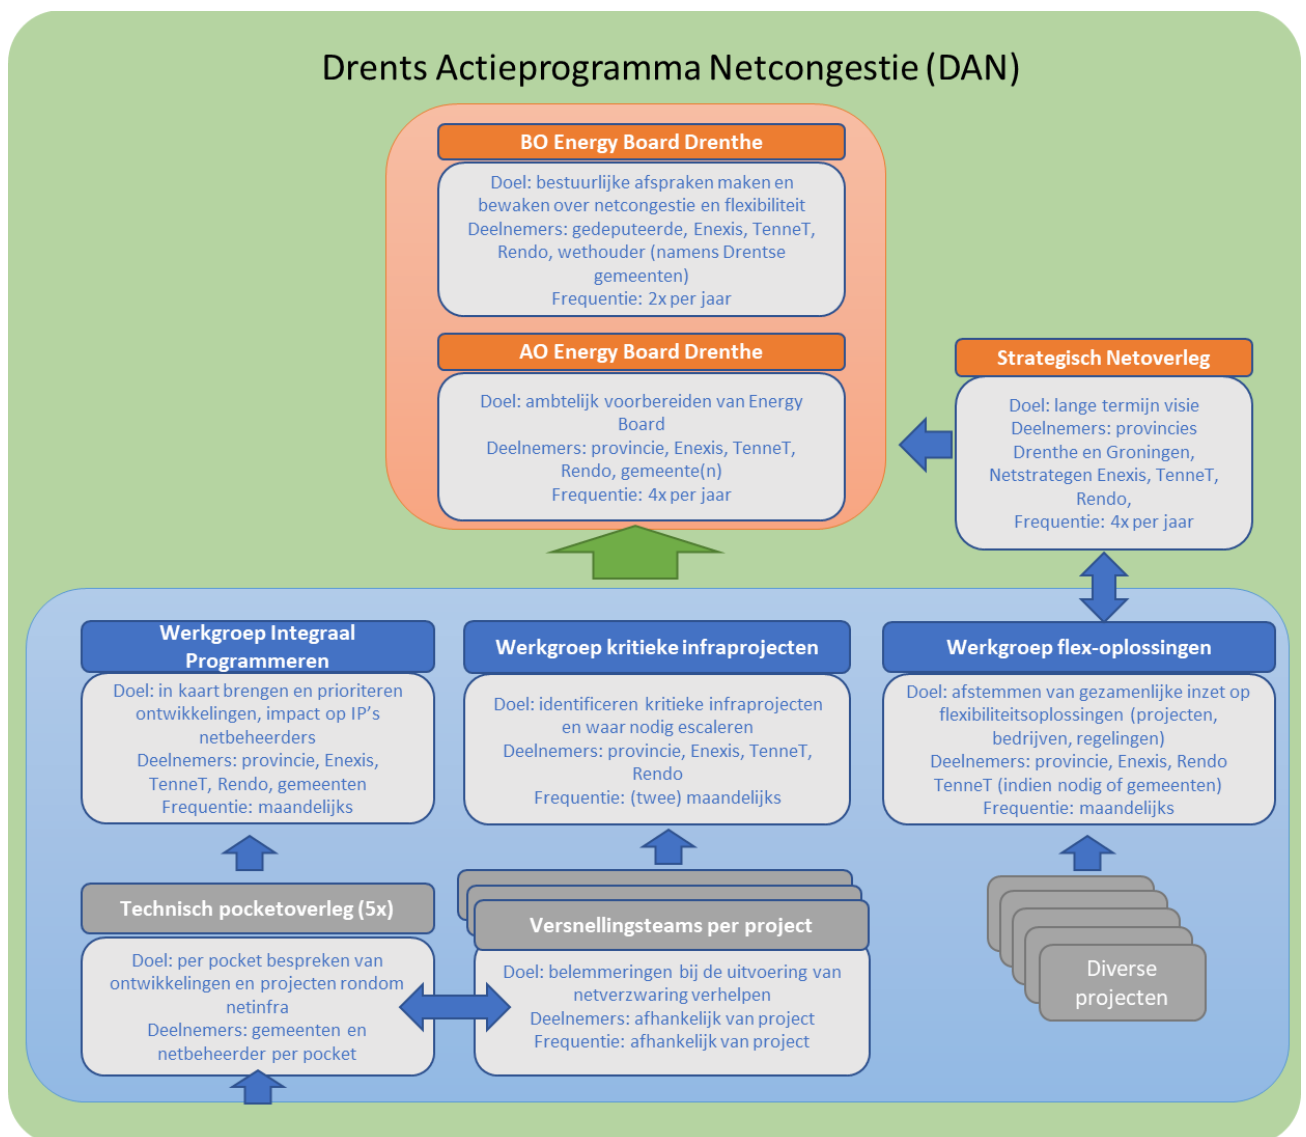 Drents Actieprogramma Netcongestie (DAN)
BO Energy Board Drenthe
Doel: bestuurlijke afspraken maken en
bewaken over netcongestie en flexibiliteit
Deelnemers: gedeputeerde, Enexis, TenneT,
Rendo, wethouder (namens Drentse
gemeenten)
Frequentie: 2x per jaar
AO Energy Board Drenthe
Doel: ambtelijk voorbereiden van Energy
Board
Deelnemers: provincie, Enexis, TenneT,
Rendo, gemeente(n)
Frequentie: 4x per jaar
Strategisch Netoverleg
Doel: lange termijn visie
Deelnemers: provincies
Drenthe en Groningen,
Netstrategen Enexis, TenneT,
Rendo,
Frequentie: 4x per jaar
Werkgroep Integraal
Programmeren
Doel: in kaart brengen en prioriteren
ontwikkelingen, impact op IP's
netbeheerders
Deelnemers: provincie, Enexis,
TenneT, Rendo, gemeenten
Frequentie: maandelijks
Werkgroep kritieke infraprojecten
Doel: identificeren kritieke infraprojecten
en waar nodig escaleren
Deelnemers: provincie, Enexis, TenneT,
Rendo
Frequentie: (twee) maandelijks
Werkgroep flex-oplossingen
Doel: afstemmen van gezamenlijke inzet op
flexibiliteitsoplossingen (projecten,
bedrijven, regelingen)
Deelnemers: provincie, Enexis, Rendo
TenneT (indien nodig of gemeenten)
Frequentie: maandelijks
Technisch pocketoverleg (5x)
Doel: per pocket bespreken van
ontwikkelingen en projecten rondom
netinfra
Deelnemers: gemeenten en
netbeheerder per pocket
Versnellingsteams per project
Doel: belemmeringen bij de uitvoering van
netverzwaring verhelpen
Deelnemers: afhankelijk van project
Frequentie: afhankelijk van project
Diverse
projecten